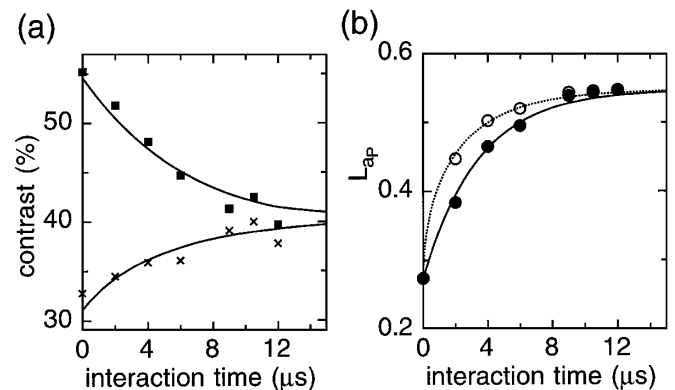 (a)
contrast (%)
50
40
30
0
4
8
12
interaction time (μs)
(b)
L_aP
0.6
0.4
0.2
0
4
8
12
interaction time (μs)